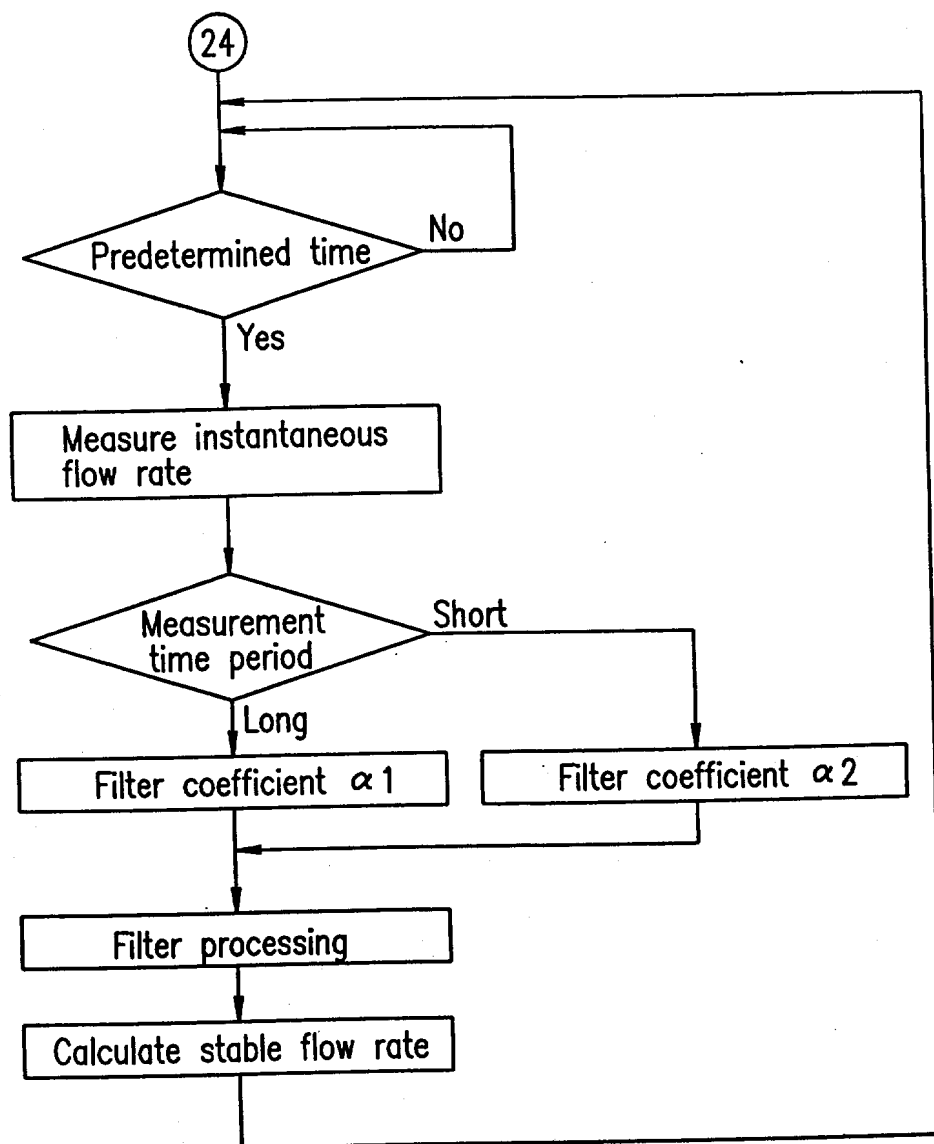 24
Predetermined time
No
Yes
Measure instantaneous
flow rate
Measurement
time period
Short
Long
Filter coefficient α1
Filter coefficient α2
Filter processing
Calculate stable flow rate